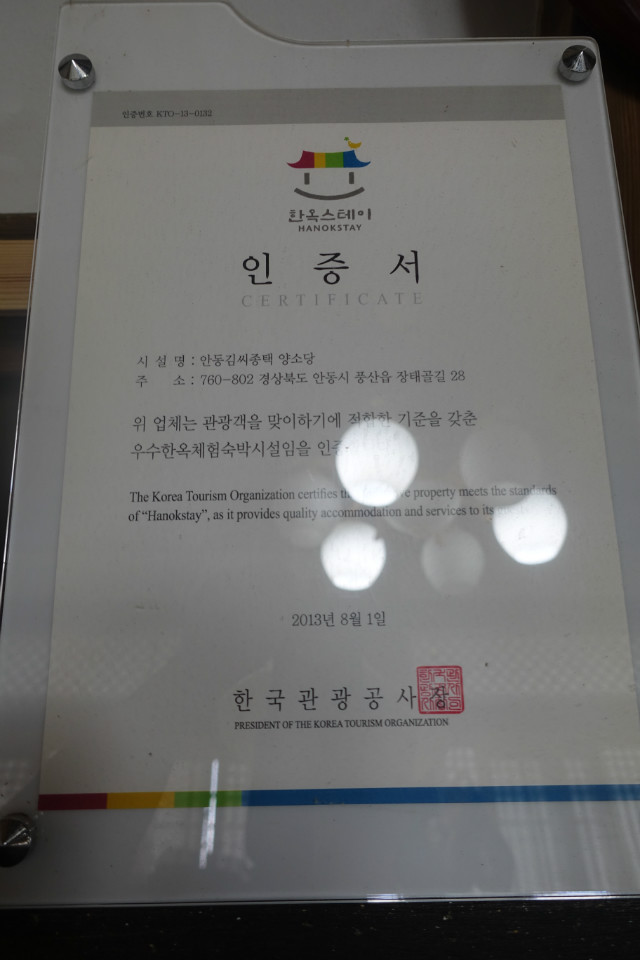 인증번호 KTO-13-0132
한옥스테이
HANOKSTAY
인 증 서
CERTIFICATE
시 설 명 : 안동김씨종택 양소당
주 소 : 760-802 경상북도 안동시 풍산읍 장태골길 28
위 업체는 관광객을 맞이하기에 적합한 기준을 갖춘
우수한옥체험숙박시설임을
The Korea Tourism Organization certifies property meets the standards
of “Hanokstay”, as it provides quality accommodation and services to its
2013년 8월 1일
한국관광공사장
PRESIDENT OF THE KOREA TOURISM ORGANIZATION